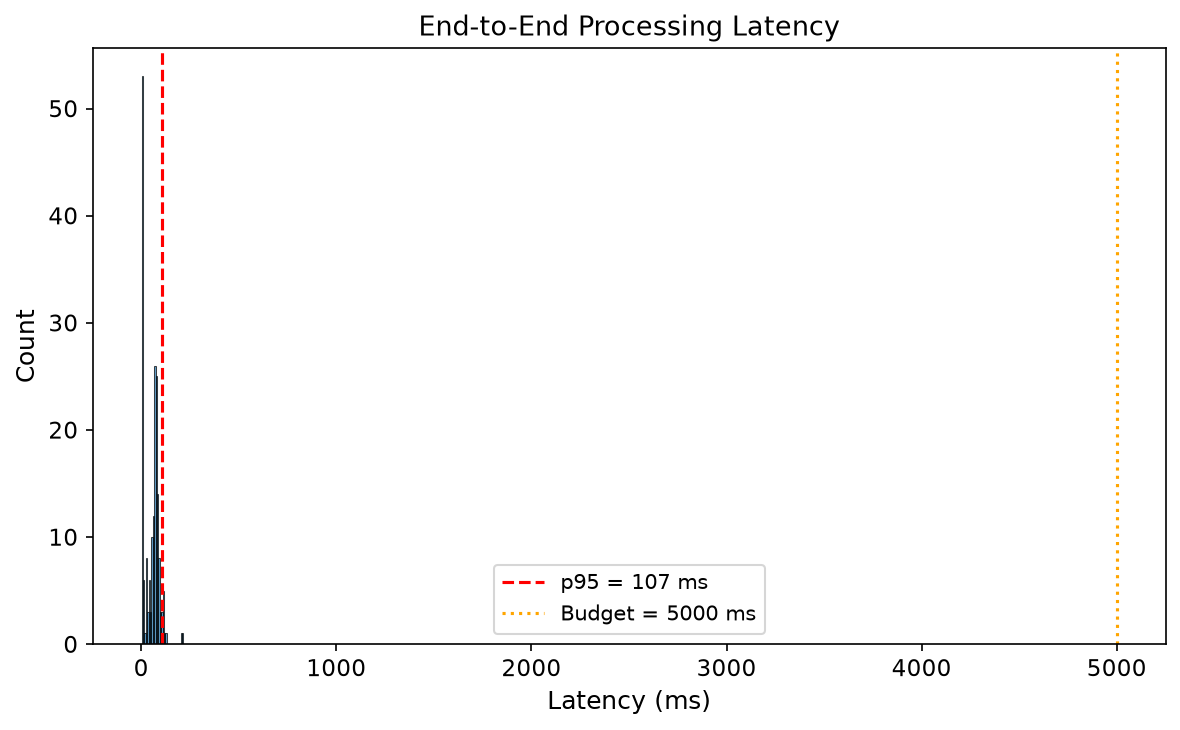 End-to-End Processing Latency
Count
50
40
30
20
10
0
p95 = 107 ms
Budget = 5000 ms
0 1000 2000 3000 4000 5000
Latency (ms)